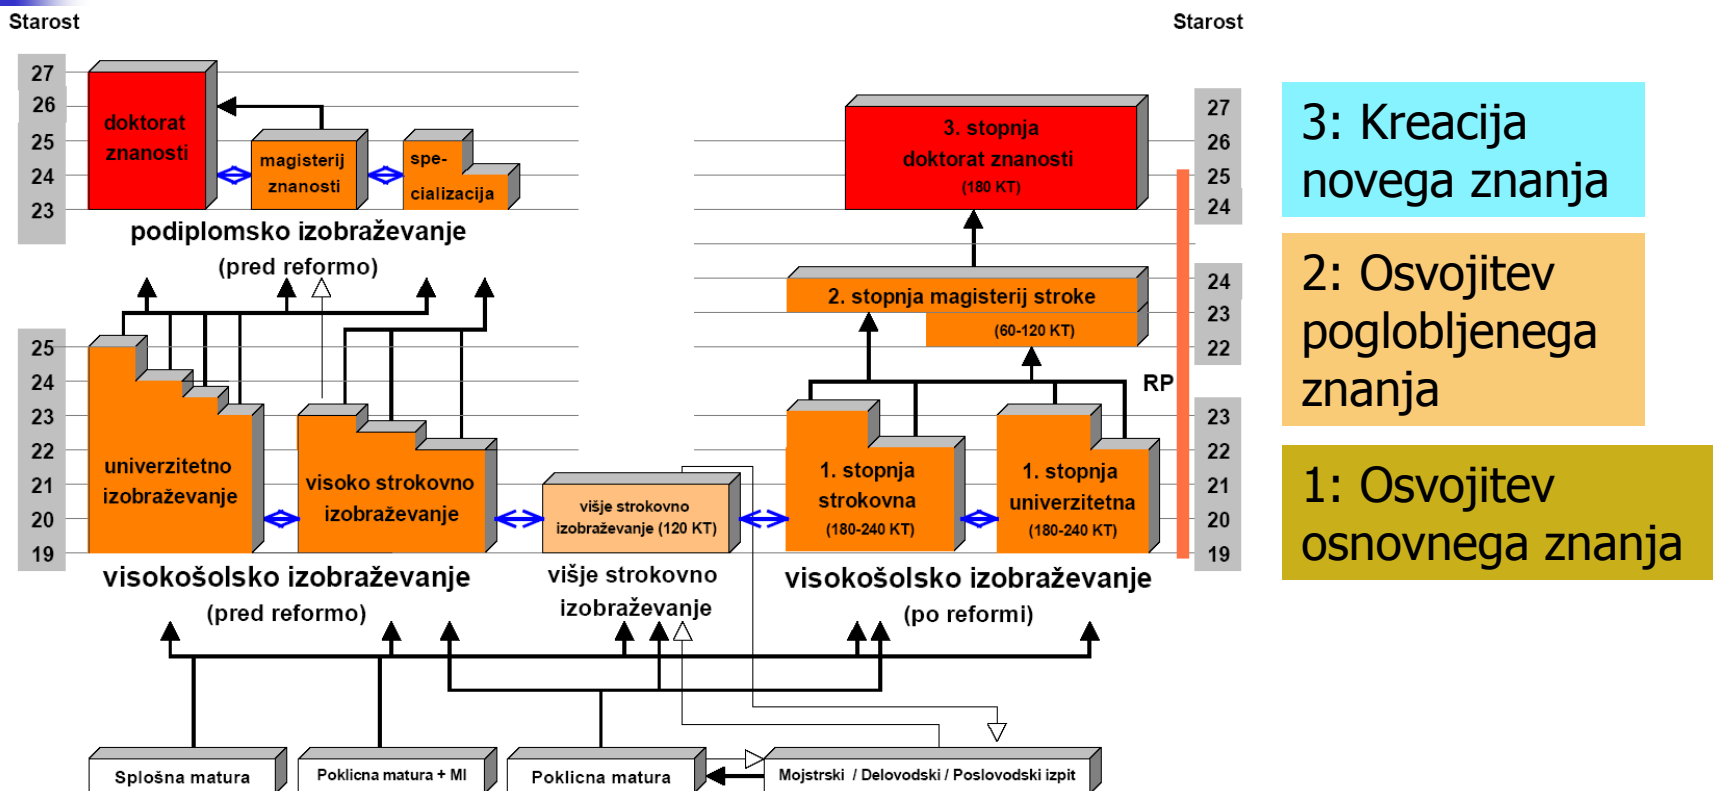 Starost
Starost
27
26
25
24
23
doktorat
znanosti
magisterij
znanosti
spe-
cializacija
podiplomsko izobraževanje
(pred reformo)
25
24
23
22
21
20
19
univerzitetno
izobraževanje
visoko strokovno
izobraževanje
višje strokovno
izobraževanje (120 KT)
visokošolsko izobraževanje
(pred reformo)
višje strokovno
izobraževanje
3. stopnja
doktorat znanosti
(180 KT)
2. stopnja magisterij stroke
(60-120 KT)
RP
1. stopnja
strokovna
(180-240 KT)
1. stopnja
univerzitetna
(180-240 KT)
visokošolsko izobraževanje
(po reformi)
27
26
25
24
24
23
22
23
22
21
20
19
3: Kreacija
novega znanja
2: Osvojitev
poglobljenega
znanja
1: Osvojitev
osnovnega znanja
Splošna matura
Poklicna matura + MI
Poklicna matura
Mojstrski / Delovodski / Poslovodski izpit